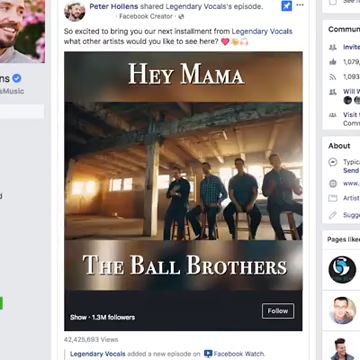 Peter Hollens shared Legendary Vocals's episode.
· Facebook Creator ·
So excited to bring you our next installment from Legendary Vocals
what other artists would you like to see here?
HEY MAMA
THE BALL BROTHERS
Show · 1.3M followers
Follow
42,425,693 Views
Legendary Vocals added a new episode on Facebook Watch.
ns
sMusic
d
Commun
Invite
1,079
1,093
Will W
Visit
Comm
About
Typic
Send
www.
Artist
Sugg
Pages like